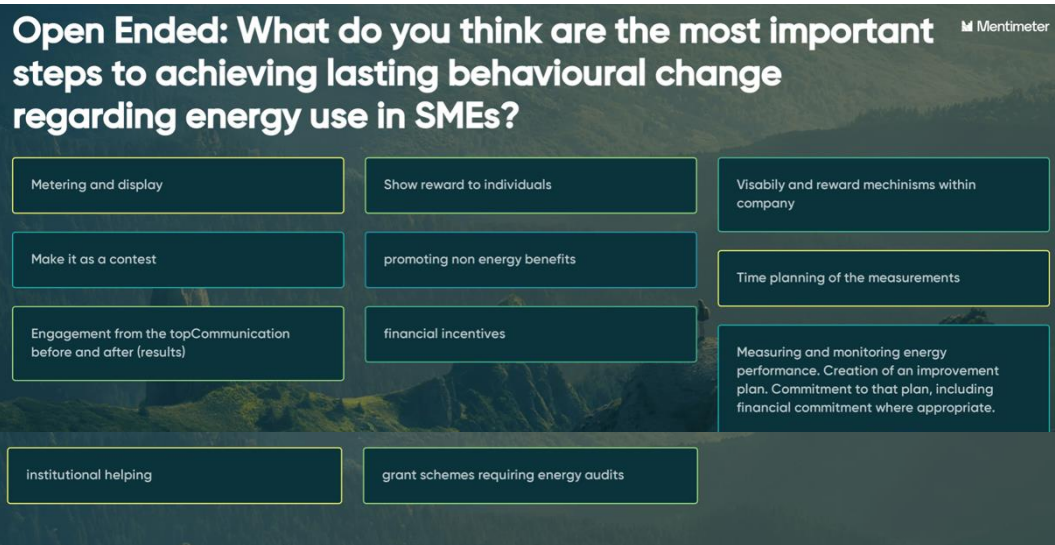 Open Ended: What do you think are the most important
steps to achieving lasting behavioural change
regarding energy use in SMEs?
Mentimeter
Metering and display
Show reward to individuals
Visabily and reward mechinisms within
company
Make it as a contest
promoting non energy benefits
Time planning of the measurements
Engagement from the topCommunication
before and after (results)
financial incentives
Measuring and monitoring energy
performance. Creation of an improvement
plan. Commitment to that plan, including
financial commitment where appropriate.
institutional helping
grant schemes requiring energy audits